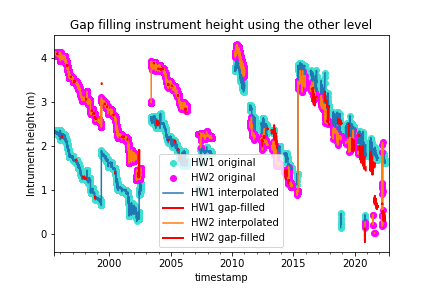 Gap filling instrument height using the other level
Intrument height (m)
4
3
2
1
0
HW1 original
HW2 original
HW1 interpolated
HW1 gap-filled
HW2 interpolated
HW2 gap-filled
2000 2005 2010 2015 2020
timestamp